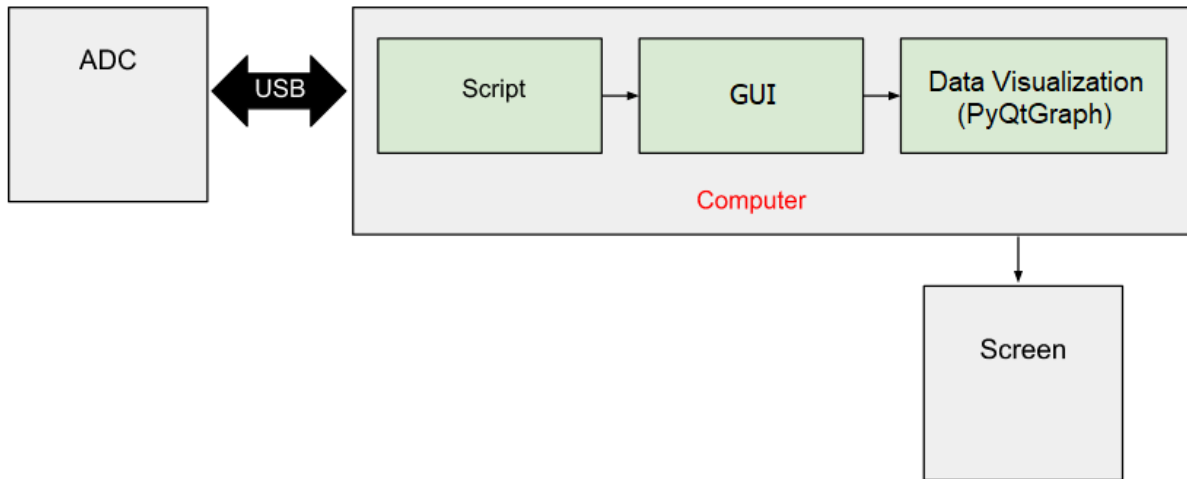 ADC
USB
Script
GUI
Data Visualization
(PyQtGraph)
Computer
Screen